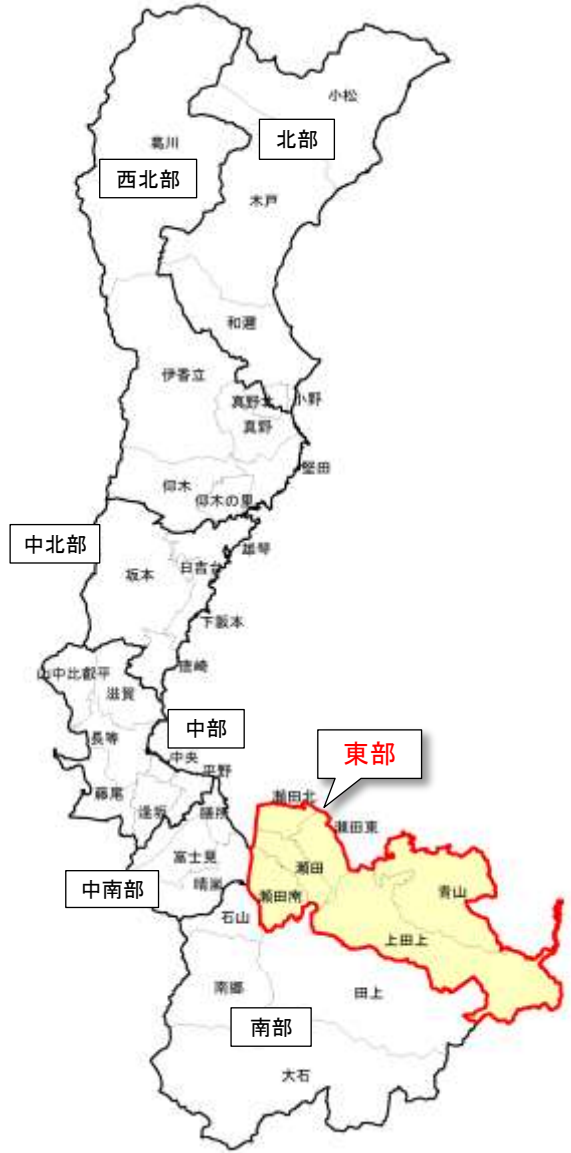 小松
葛川
北部
西北部
木戸
和邇
伊香立
真野北
小野
真野
堅田
仰木
仰木の里
中北部
雄琴
坂本
日吉台
下阪本
唐崎
山中比叡平
滋賀
中部
長等
中央
東部
平野
藤尾
瀬田北
逢坂
膳所
瀬田東
富士見
瀬田
中南部
晴嵐
瀬田南
青山
石山
上田上
南郷
田上
南部
大石